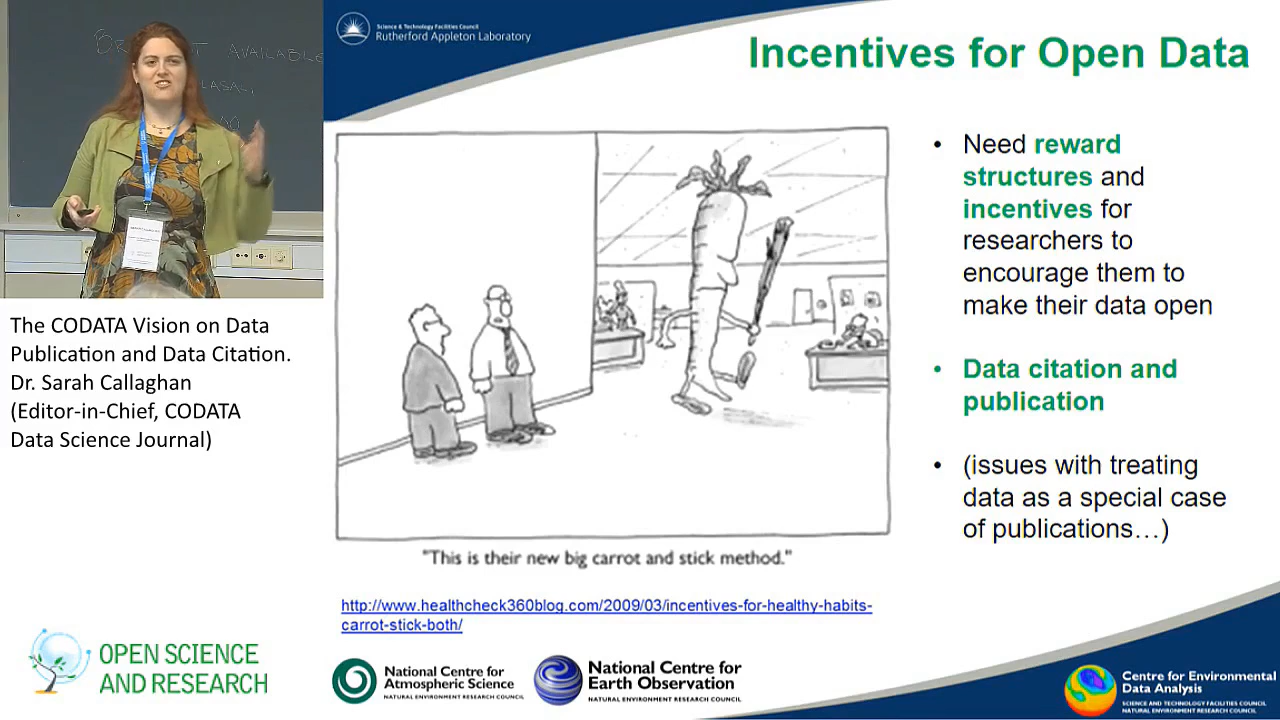 AVAILABLE
Science & Technology Facilities Council
Rutherford Appleton Laboratory
Incentives for Open Data
• Need reward
structures and
incentives for
researchers to
encourage them to
make their data open
• Data citation and
publication
• (issues with treating
data as a special case
of publications…)
The CODATA Vision on Data
Publication and Data Citation.
Dr. Sarah Callaghan
(Editor-in-Chief, CODATA
Data Science Journal)
"This is their new big carrot and stick method."
http://www.healthcheck360blog.com/2009/03/incentives-for-healthy-habits-
carrot-stick-both/
OPEN SCIENCE
AND RESEARCH
National Centre for
Atmospheric Science
NATURAL ENVIRONMENT RESEARCH COUNCIL
National Centre for
Earth Observation
NATURAL ENVIRONMENT RESEARCH COUNCIL
Centre for Environmental
Data Analysis
SCIENCE AND TECHNOLOGY FACILITIES COUNCIL
NATURAL ENVIRONMENT RESEARCH COUNCIL